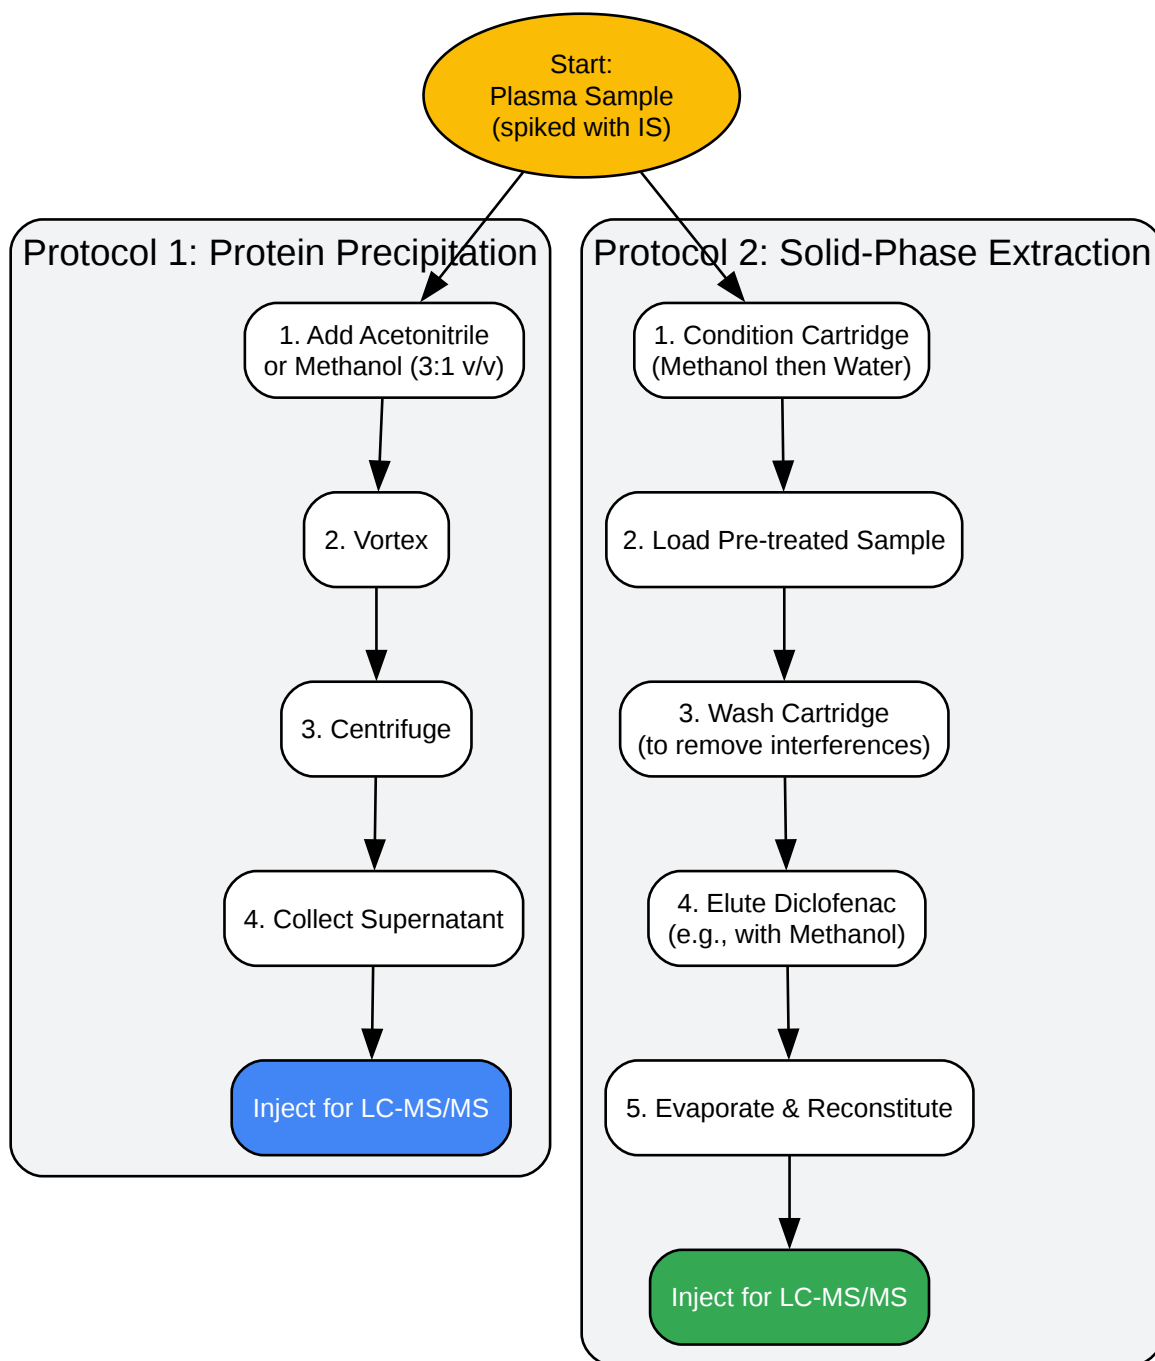 Start:
Plasma Sample
(spiked with IS)
Protocol 1: Protein Precipitation
1. Add Acetonitrile
or Methanol (3:1 v/v)
2. Vortex
3. Centrifuge
4. Collect Supernatant
Inject for LC-MS/MS
Protocol 2: Solid-Phase Extraction
1. Condition Cartridge
(Methanol then Water)
2. Load Pre-treated Sample
3. Wash Cartridge
(to remove interferences)
4. Elute Diclofenac
(e.g., with Methanol)
5. Evaporate & Reconstitute
Inject for LC-MS/MS